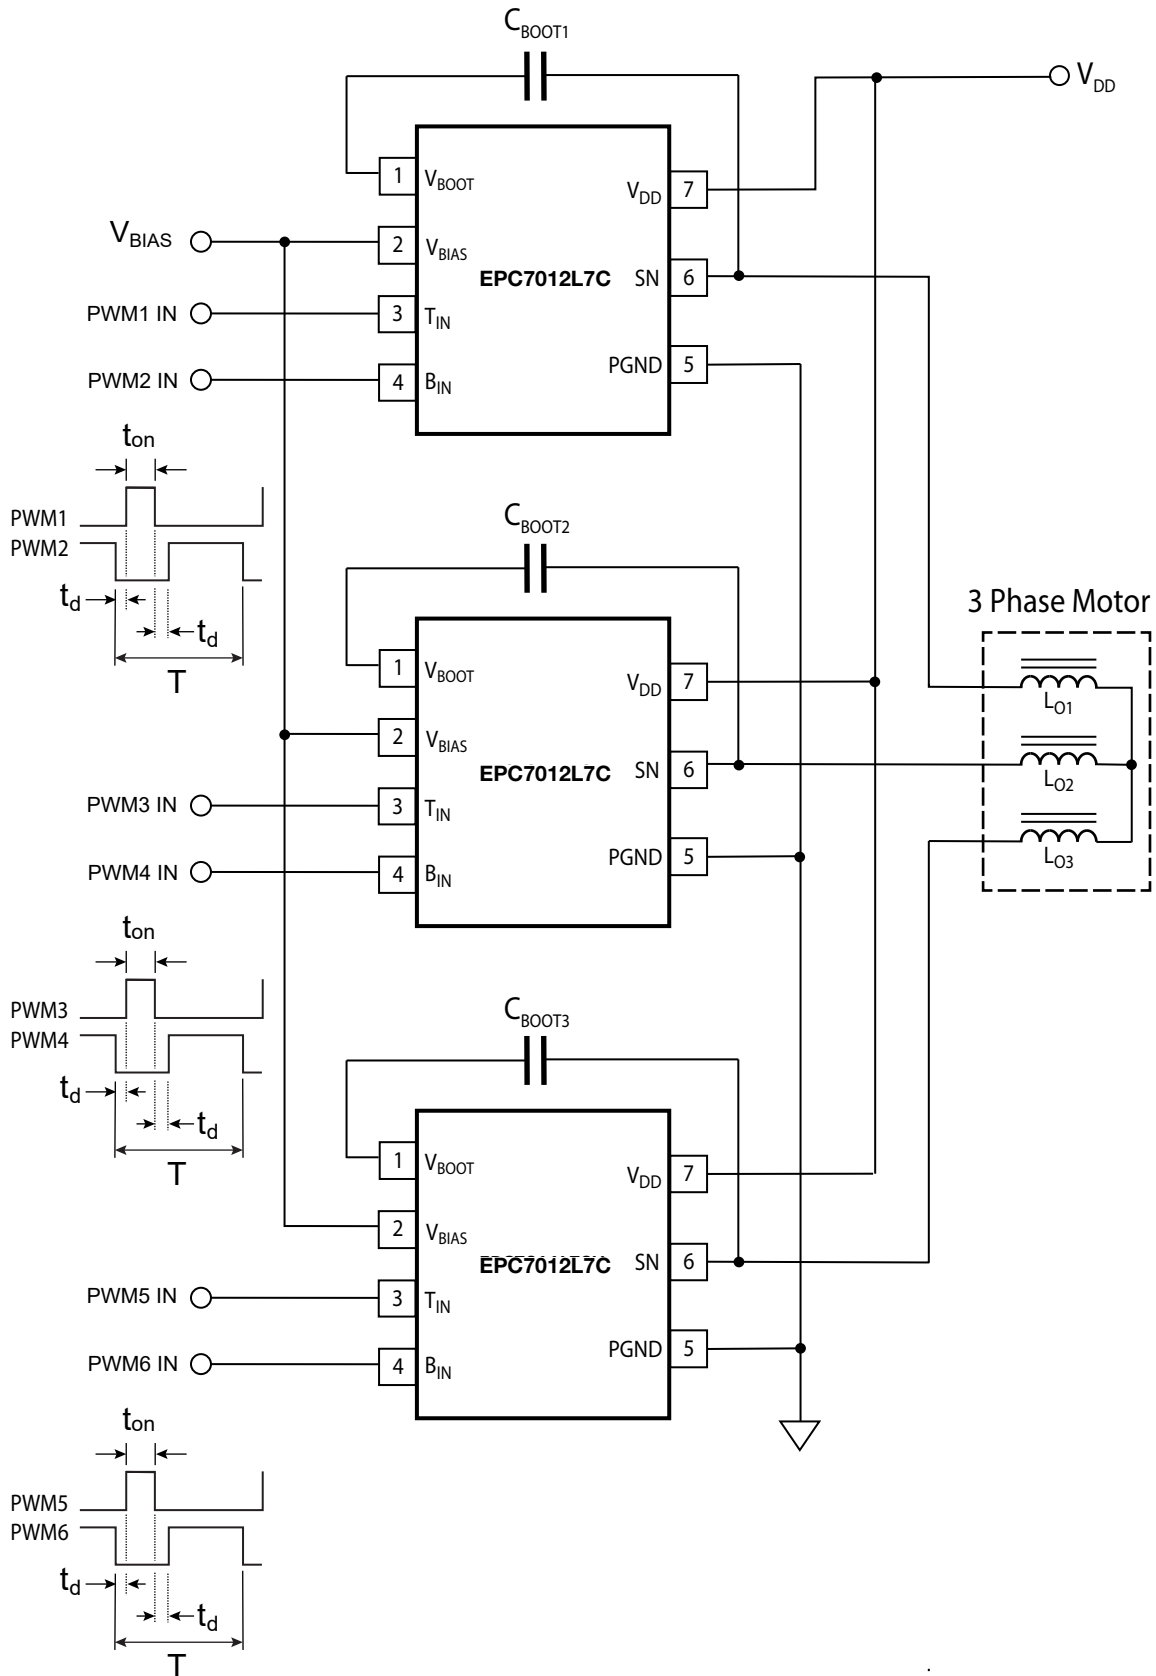 CBOOT1
VDD
1 VBOOT
VDD 7
VBIAS
2 VBIAS
EPC7012L7C SN 6
PWM1 IN
3 TIN
PGND 5
PWM2 IN
4 BIN
ton
PWM1
PWM2
td
td
T
CBOOT2
1 VBOOT
VDD 7
2 VBIAS
EPC7012L7C SN 6
PWM3 IN
3 TIN
PGND 5
PWM4 IN
4 BIN
3 Phase Motor
LO1
LO2
LO3
ton
PWM3
PWM4
td
td
T
CBOOT3
1 VBOOT
VDD 7
2 VBIAS
EPC7012L7C SN 6
PWM5 IN
3 TIN
PGND 5
PWM6 IN
4 BIN
ton
PWM5
PWM6
td
td
T